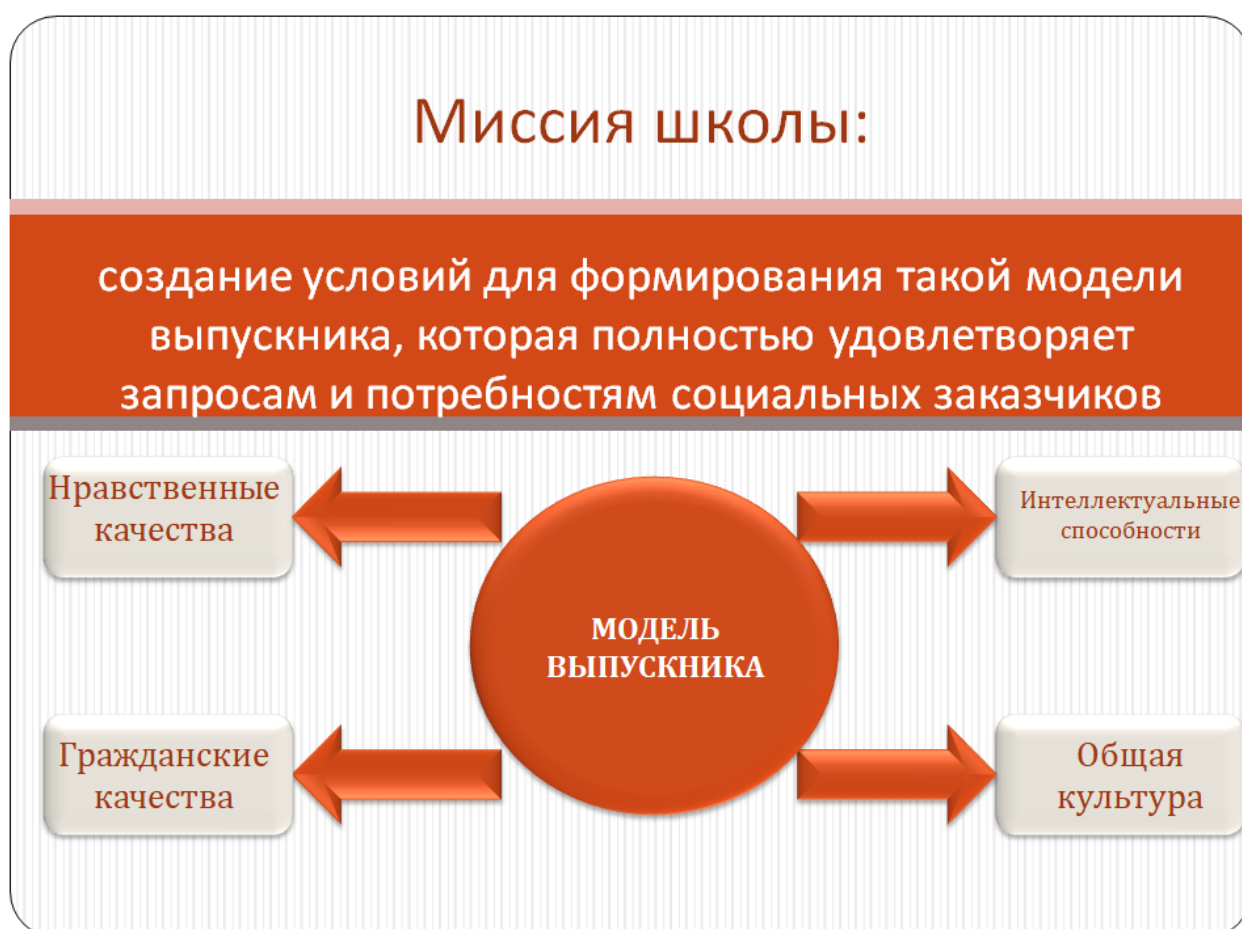 Миссия школы:
создание условий для формирования такой модели
выпускника, которая полностью удовлетворяет
запросам и потребностям социальных заказчиков
Нравственные
качества
Интеллектуальные
способности
МОДЕЛЬ
ВЫПУСКНИКА
Гражданские
качества
Общая
культура